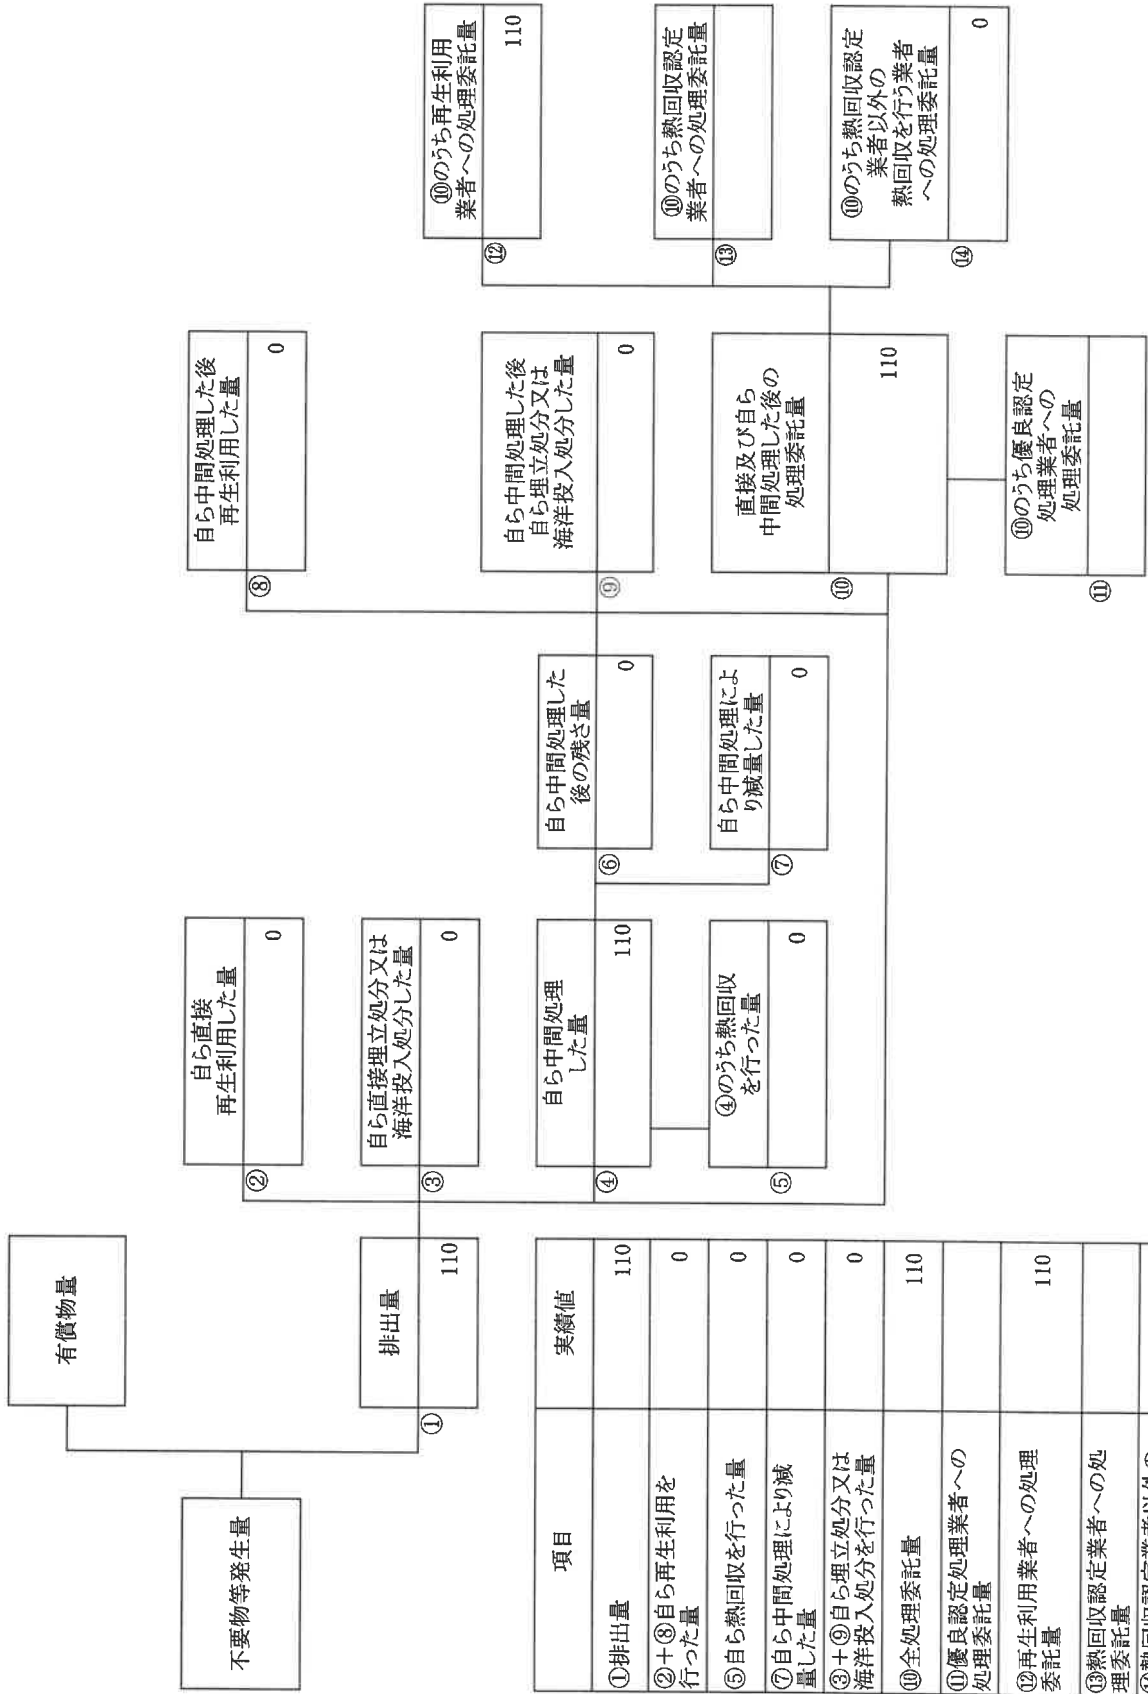 不要物等発生量
有償物量
①
排出量
110
②
自ら直接
再生利用した量
0
③
自ら直接埋立処分又は
海洋投入処分した量
0
④
自ら中間処理
した量
110
⑤
④のうち熱回収
を行った量
0
⑥
自ら中間処理した
後の残さ量
0
⑦
自ら中間処理によ
り減量した量
0
⑧
自ら中間処理した後
再生利用した量
0
⑨
自ら中間処理した後
自ら埋立処分又は
海洋投入処分した量
0
⑩
直接及び自ら
中間処理した後の
処理委託量
110
⑪
⑩のうち優良認定
処理業者への
処理委託量
⑫
⑩のうち再生利用
業者への処理委託量
110
⑬
⑩のうち熱回収認定
業者への処理委託量
⑭
⑩のうち熱回収認定
業者以外の
熱回収を行う業者
への処理委託量
0
項目 実績値
①排出量 110
②+⑧自ら再生利用を
行った量 0
⑤自ら熱回収を行った量 0
⑦自ら中間処理により減
量した量 0
③+⑨自ら埋立処分又は
海洋投入処分を行った量 0
⑩全処理委託量 110
⑪優良認定処理業者への
処理委託量
⑫再生利用業者への処理
委託量 110
⑬熱回収認定業者への処
理委託量